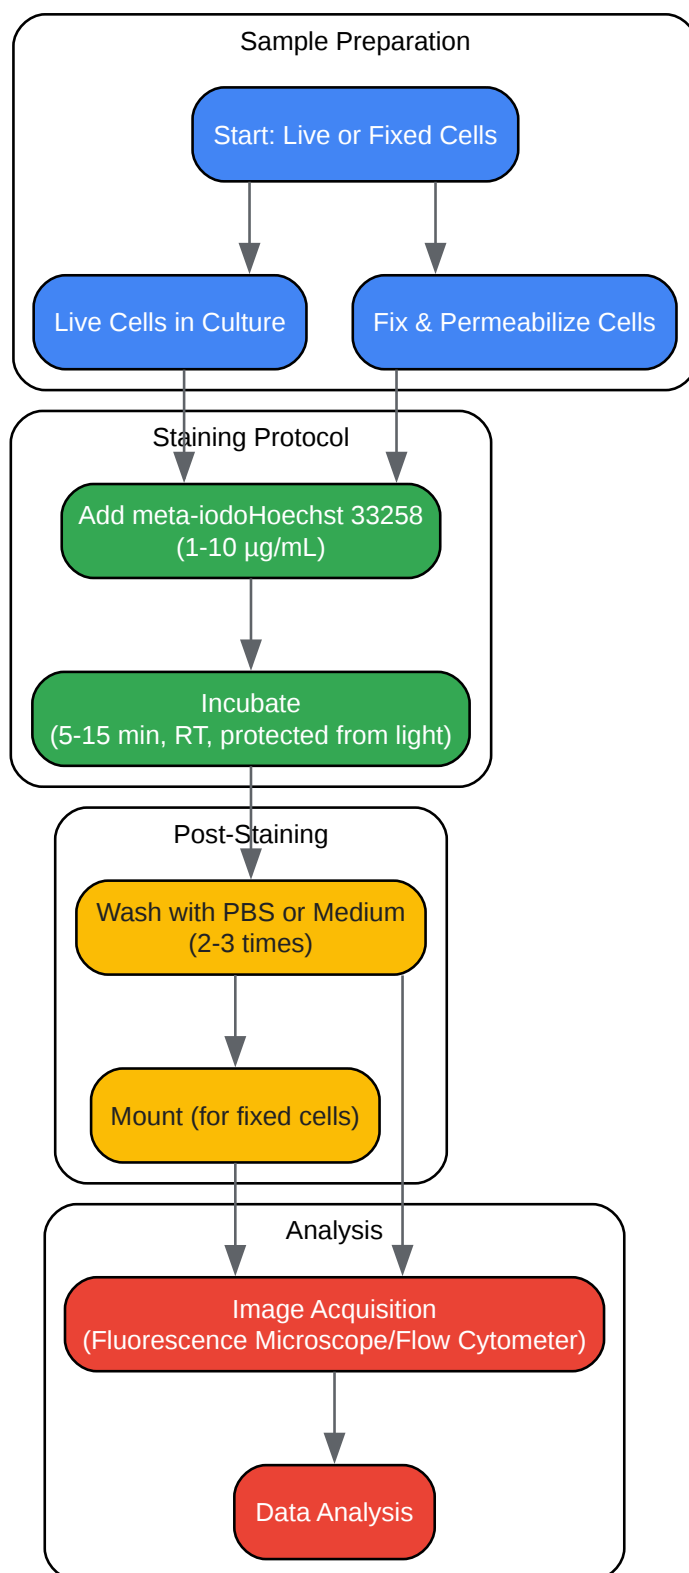 Sample Preparation
Start: Live or Fixed Cells
Live Cells in Culture
Fix & Permeabilize Cells
Staining Protocol
Add meta-iodoHoechst 33258
(1-10 µg/mL)
Incubate
(5-15 min, RT, protected from light)
Post-Staining
Wash with PBS or Medium
(2-3 times)
Mount (for fixed cells)
Analysis
Image Acquisition
(Fluorescence Microscope/Flow Cytometer)
Data Analysis